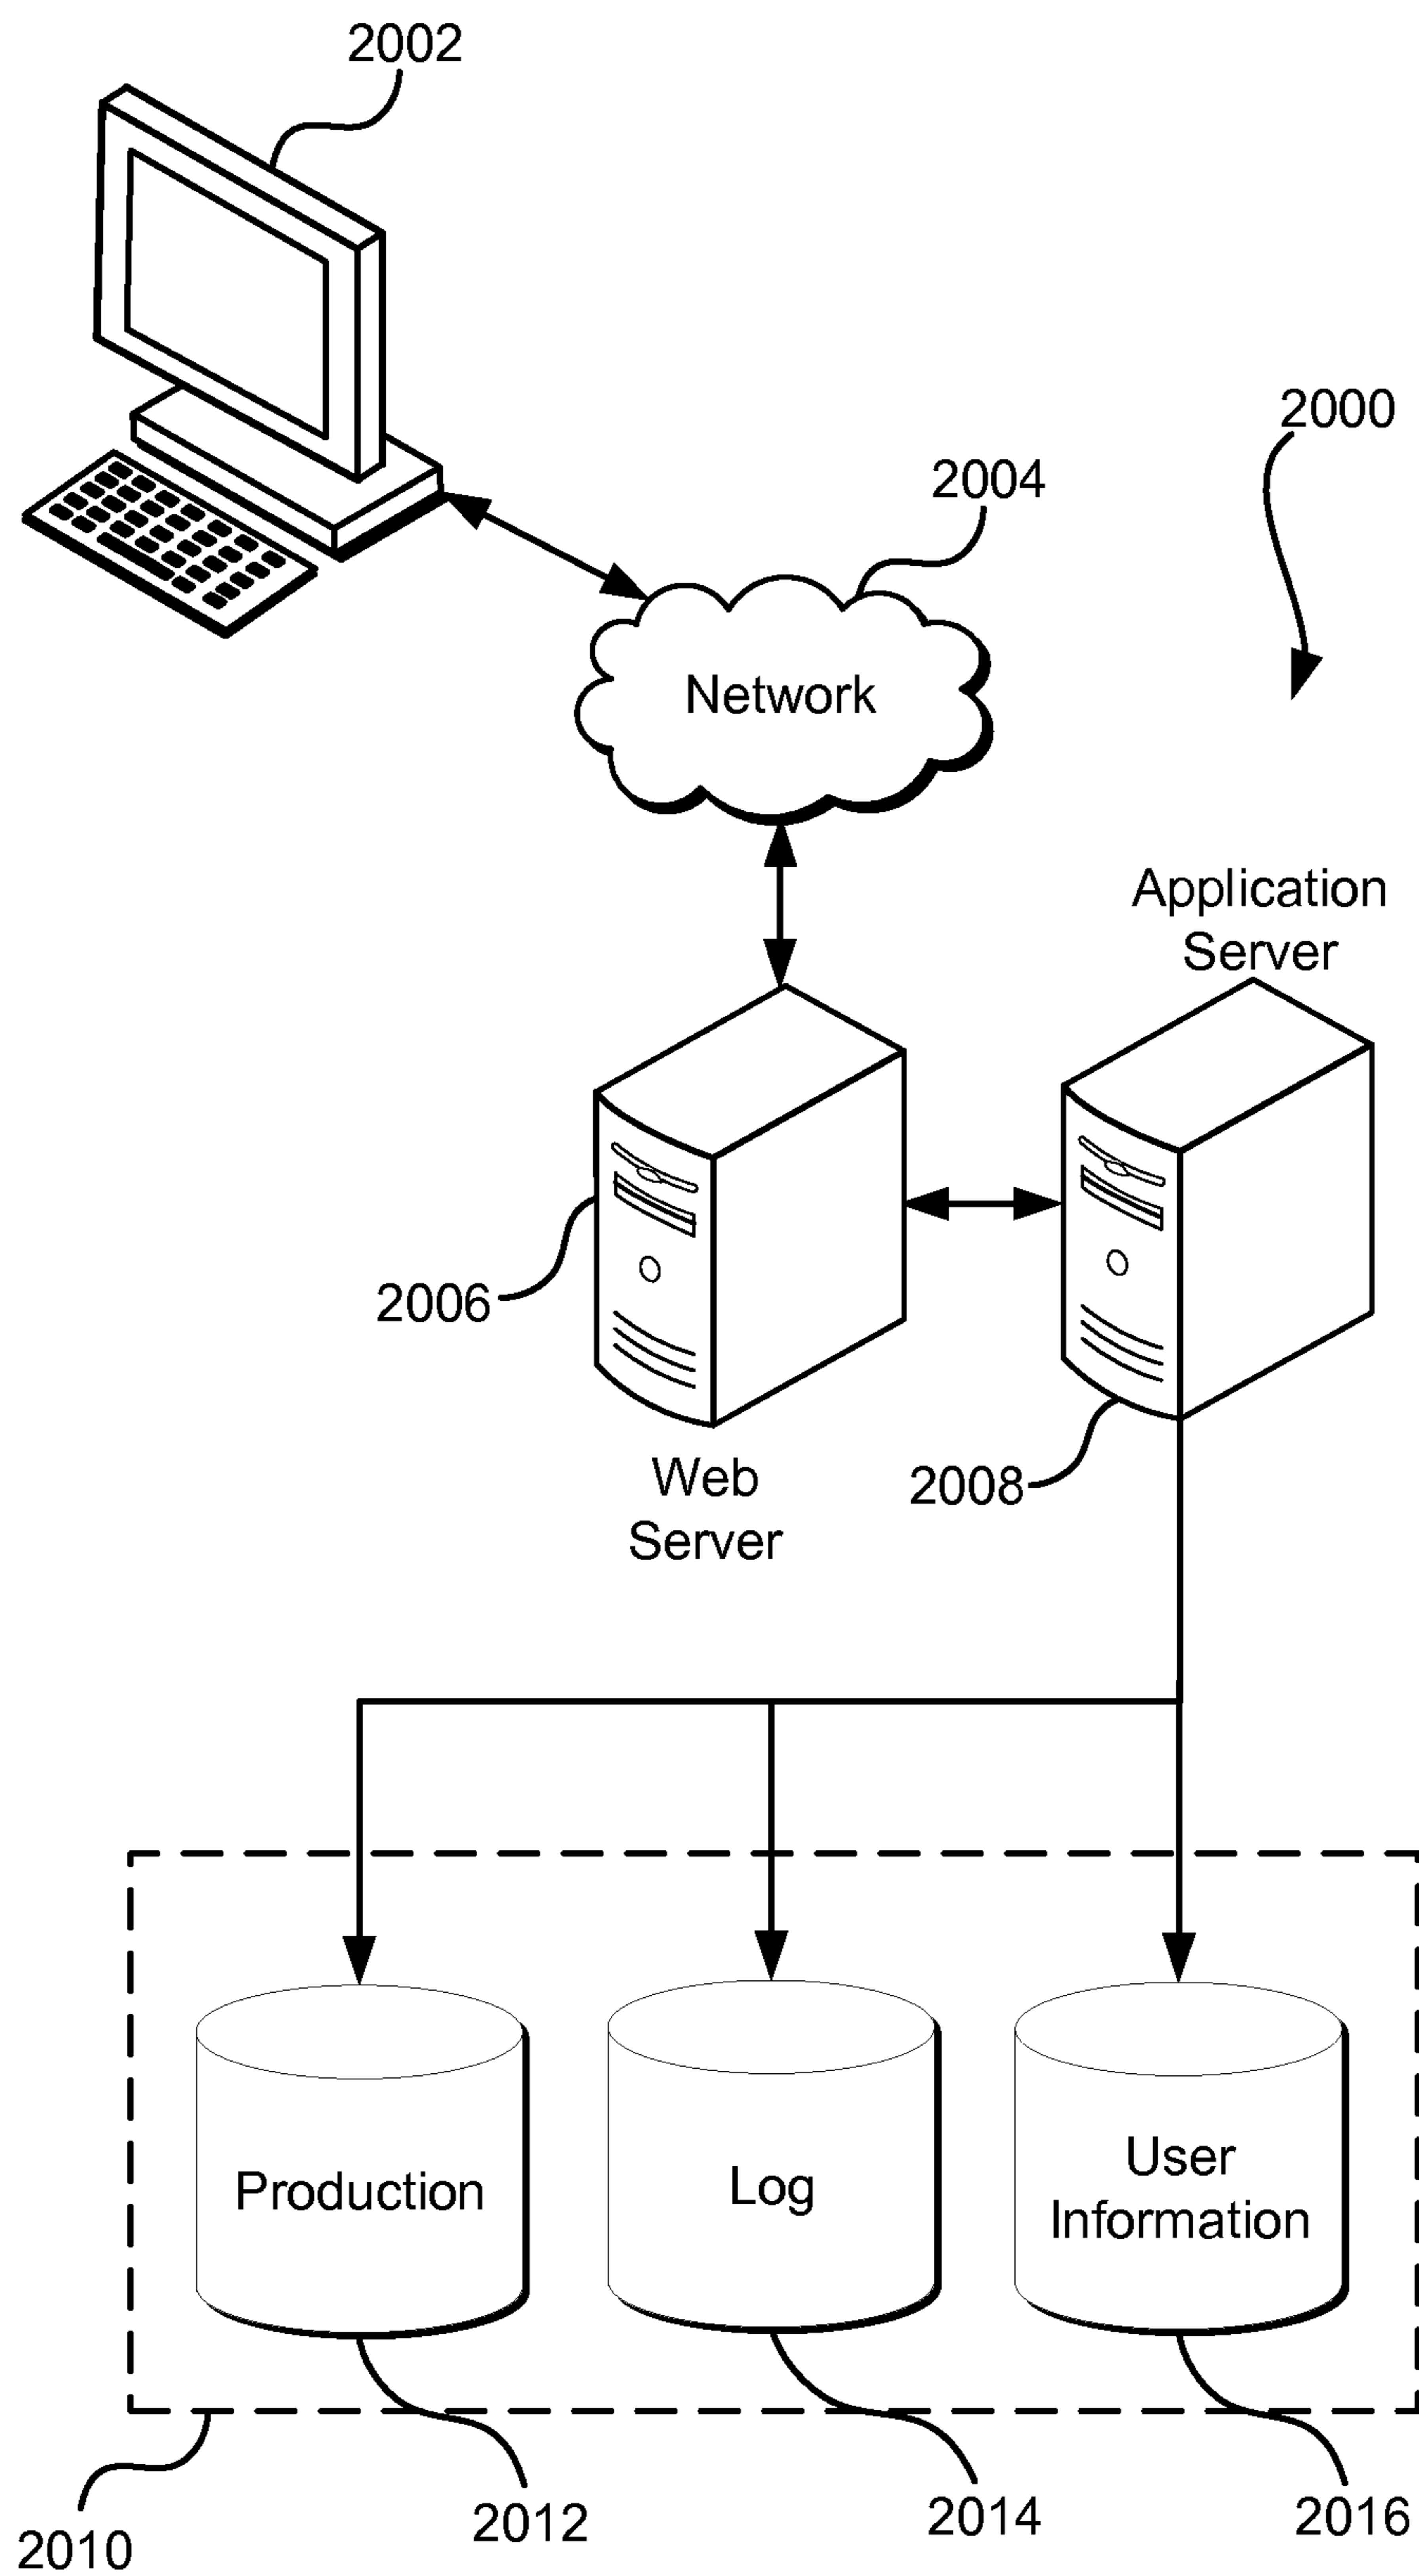 2002
2000
2004
Network
Application
Server
2006
2008
Web
Server
Production
Log
User
Information
2010
2012
2014
2016